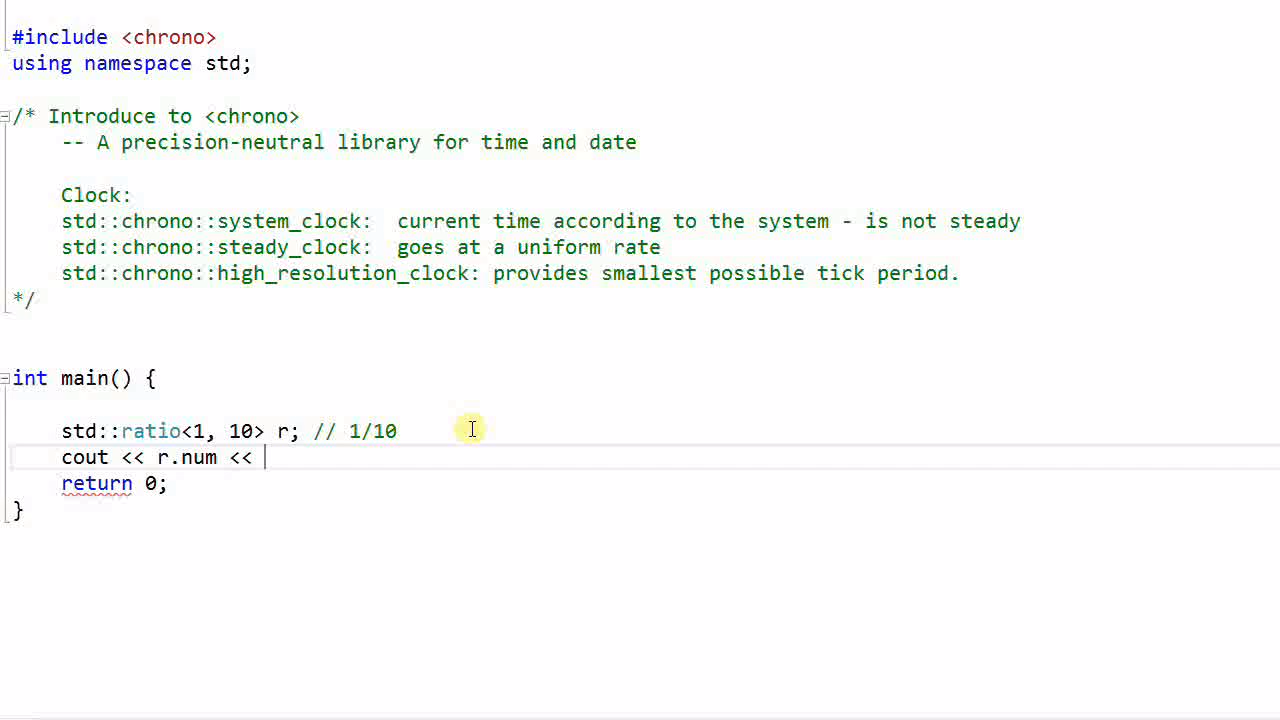 #include <chrono>
using namespace std;
/* Introduce to <chrono>
-- A precision-neutral library for time and date
Clock:
std::chrono::system_clock:  current time according to the system - is not steady
std::chrono::steady_clock:  goes at a uniform rate
std::chrono::high_resolution_clock: provides smallest possible tick period.
*/
int main() {
std::ratio<1, 10> r; // 1/10
cout << r.num <<
return 0;
}